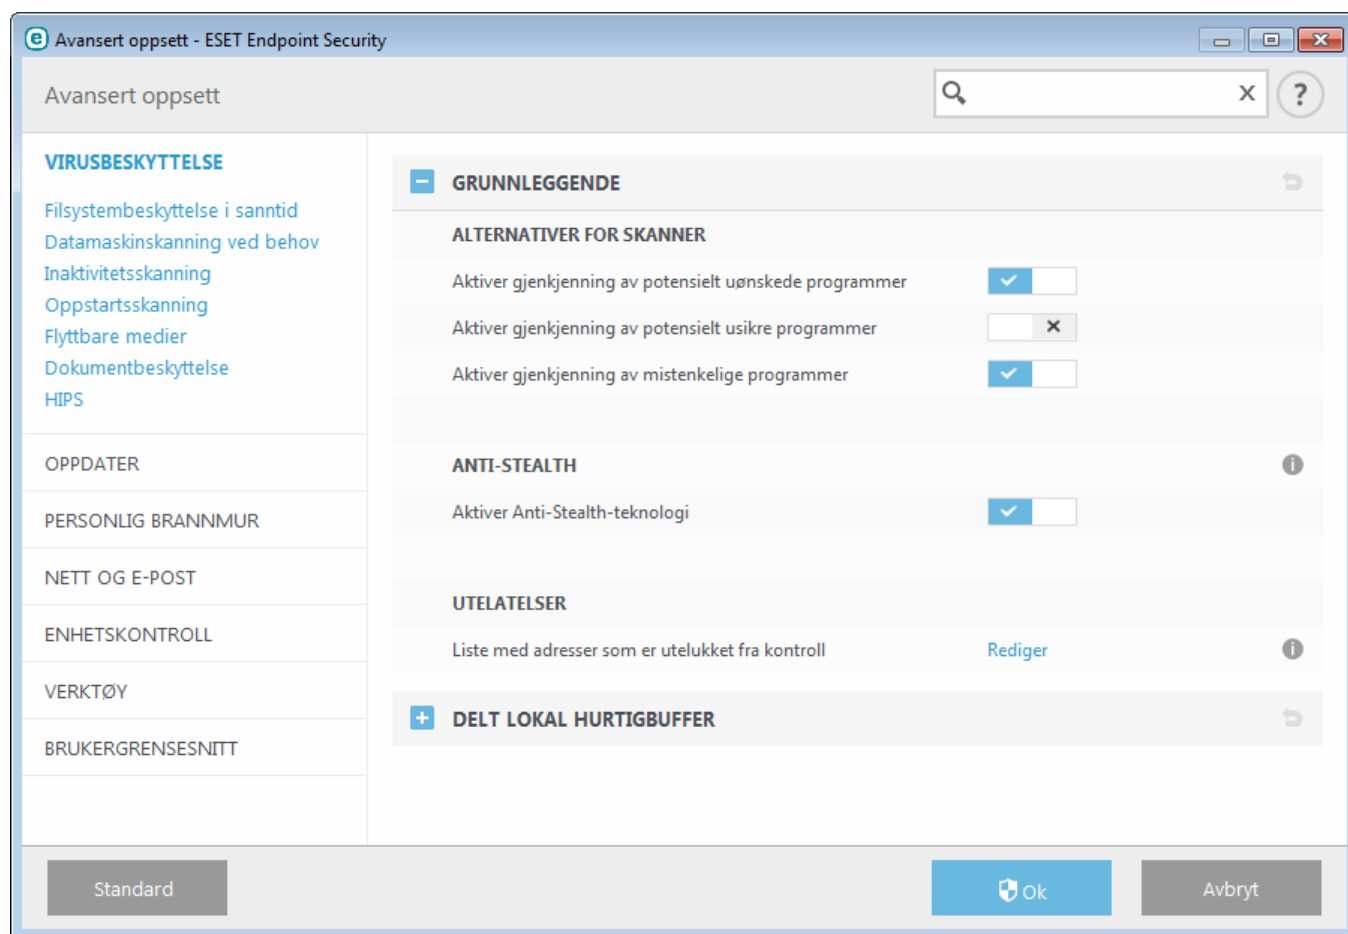 Avansert oppsett - ESET Endpoint Security
Avansert oppsett
VIRUSBESKYTTELSE
Filsystembeskyttelse i sanntid
Datamaskinskanning ved behov
Inaktivitetsskanning
Oppstartsskanning
Flyttbare medier
Dokumentbeskyttelse
HIPS
OPPDATER
PERSONLIG BRANNMUR
NETT OG E-POST
ENHETSKONTROLL
VERKTØY
BRUKERGRENSESNITT
GRUNNLEGGENDE
ALTERNATIVER FOR SKANNER
Aktiver gjenkjenning av potensielt uønskede programmer
Aktiver gjenkjenning av potensielt usikre programmer
Aktiver gjenkjenning av mistenkelige programmer
ANTI-STEALTH
Aktiver Anti-Stealth-teknologi
UTELATELSER
Liste med adresser som er utelukket fra kontroll Rediger
DELT LOKAL HURTIGBUFFER
Standard
Ok
Avbryt